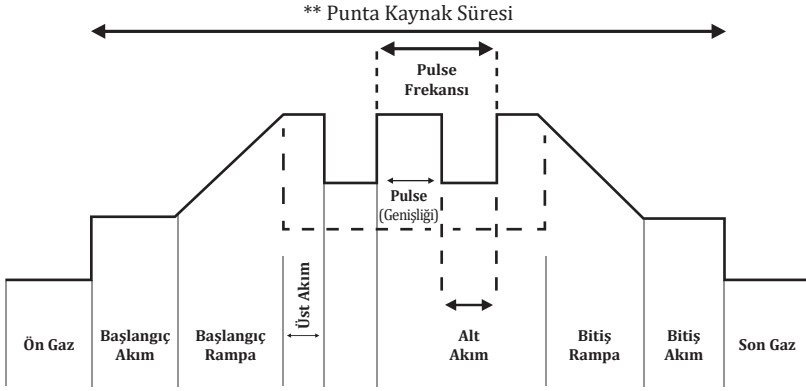 ** Punta Kaynak Süresi
Pulse
Frekansı
Pulse
(Genişliği)
Üst Akım
Ön Gaz
Başlangıç
Akım
Başlangıç
Rampa
Alt
Akım
Bitiş
Rampa
Bitiş
Akım
Son Gaz